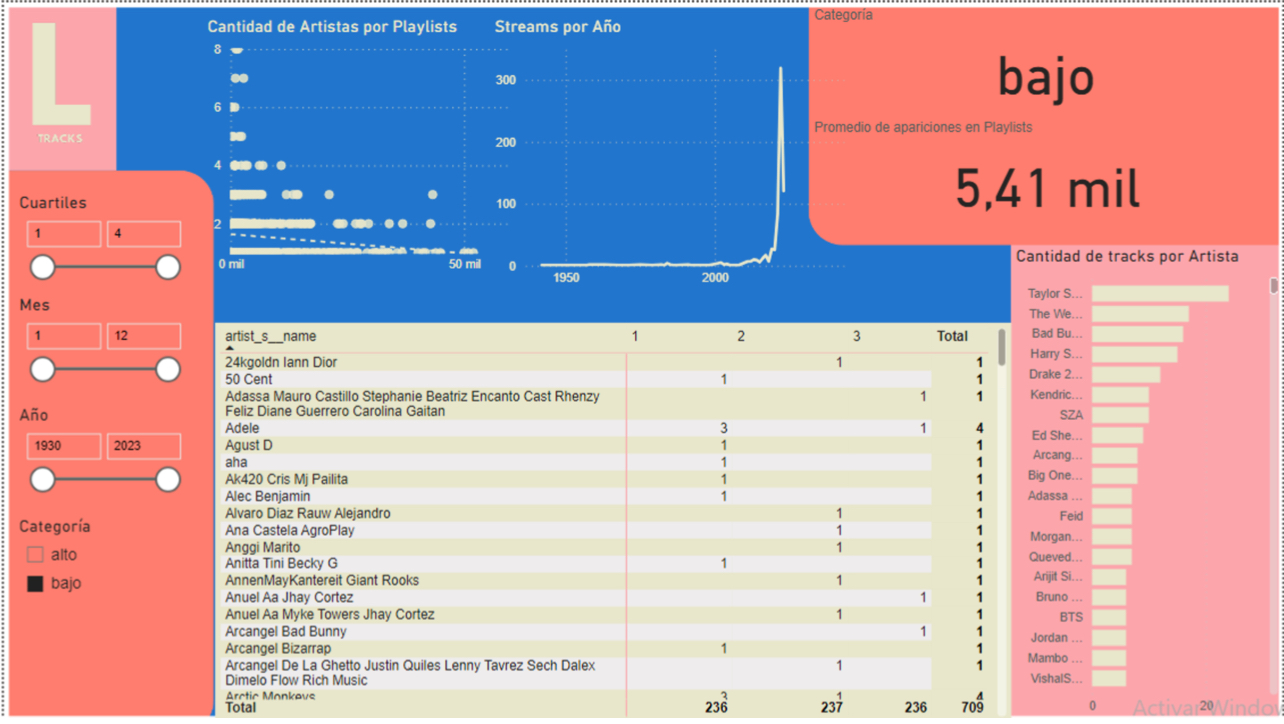 L
TRACKS
Cantidad de Artistas por Playlists
8
6
4
2
0 mil
50 mil
Streams por Año
300
200
100
0
1950
2000
Categoría
bajo
Promedio de apariciones en Playlists
5,41 mil
Cuartiles
1 4
Mes
1 12
Año
1930 2023
Categoría
alto
bajo
artist_s__name 1 2 3 Total
24kgoldn Iann Dior 1 1
50 Cent 1 1
Adassa Mauro Castillo Stephanie Beatriz Encanto Cast Rhenzy 1 1
Feliz Diane Guerrero Carolina Gaitan
Adele 3 1 4
Agust D 1 1
aha 1 1
Ak420 Cris Mj Pailita 1 1
Alec Benjamin 1 1
Alvaro Diaz Rauw Alejandro 1 1
Ana Castela AgroPlay 1 1
Anggi Marito 1 1
Anitta Tini Becky G 1 1
AnnenMayKantereit Giant Rooks 1 1
Anuel Aa Jhay Cortez 1 1
Anuel Aa Myke Towers Jhay Cortez 1 1
Arcangel Bad Bunny 1 1
Arcangel Bizarrap 1 1
Arcangel De La Ghetto Justin Quiles Lenny Tavrez Sech Dalex 1 1
Dimelo Flow Rich Music
Arctic Monkeys 3 1 4
Total 236 237 236 709
Cantidad de tracks por Artista
Taylor S...
The We...
Bad Bu...
Harry S...
Drake 2...
Kendric...
SZA
Ed She...
Arcang...
Big One...
Adassa ...
Feid
Morgan...
Queved...
Arijit Si...
Bruno ...
BTS
Jordan ...
Mambo ...
VishalS...
0 20
Activar Window